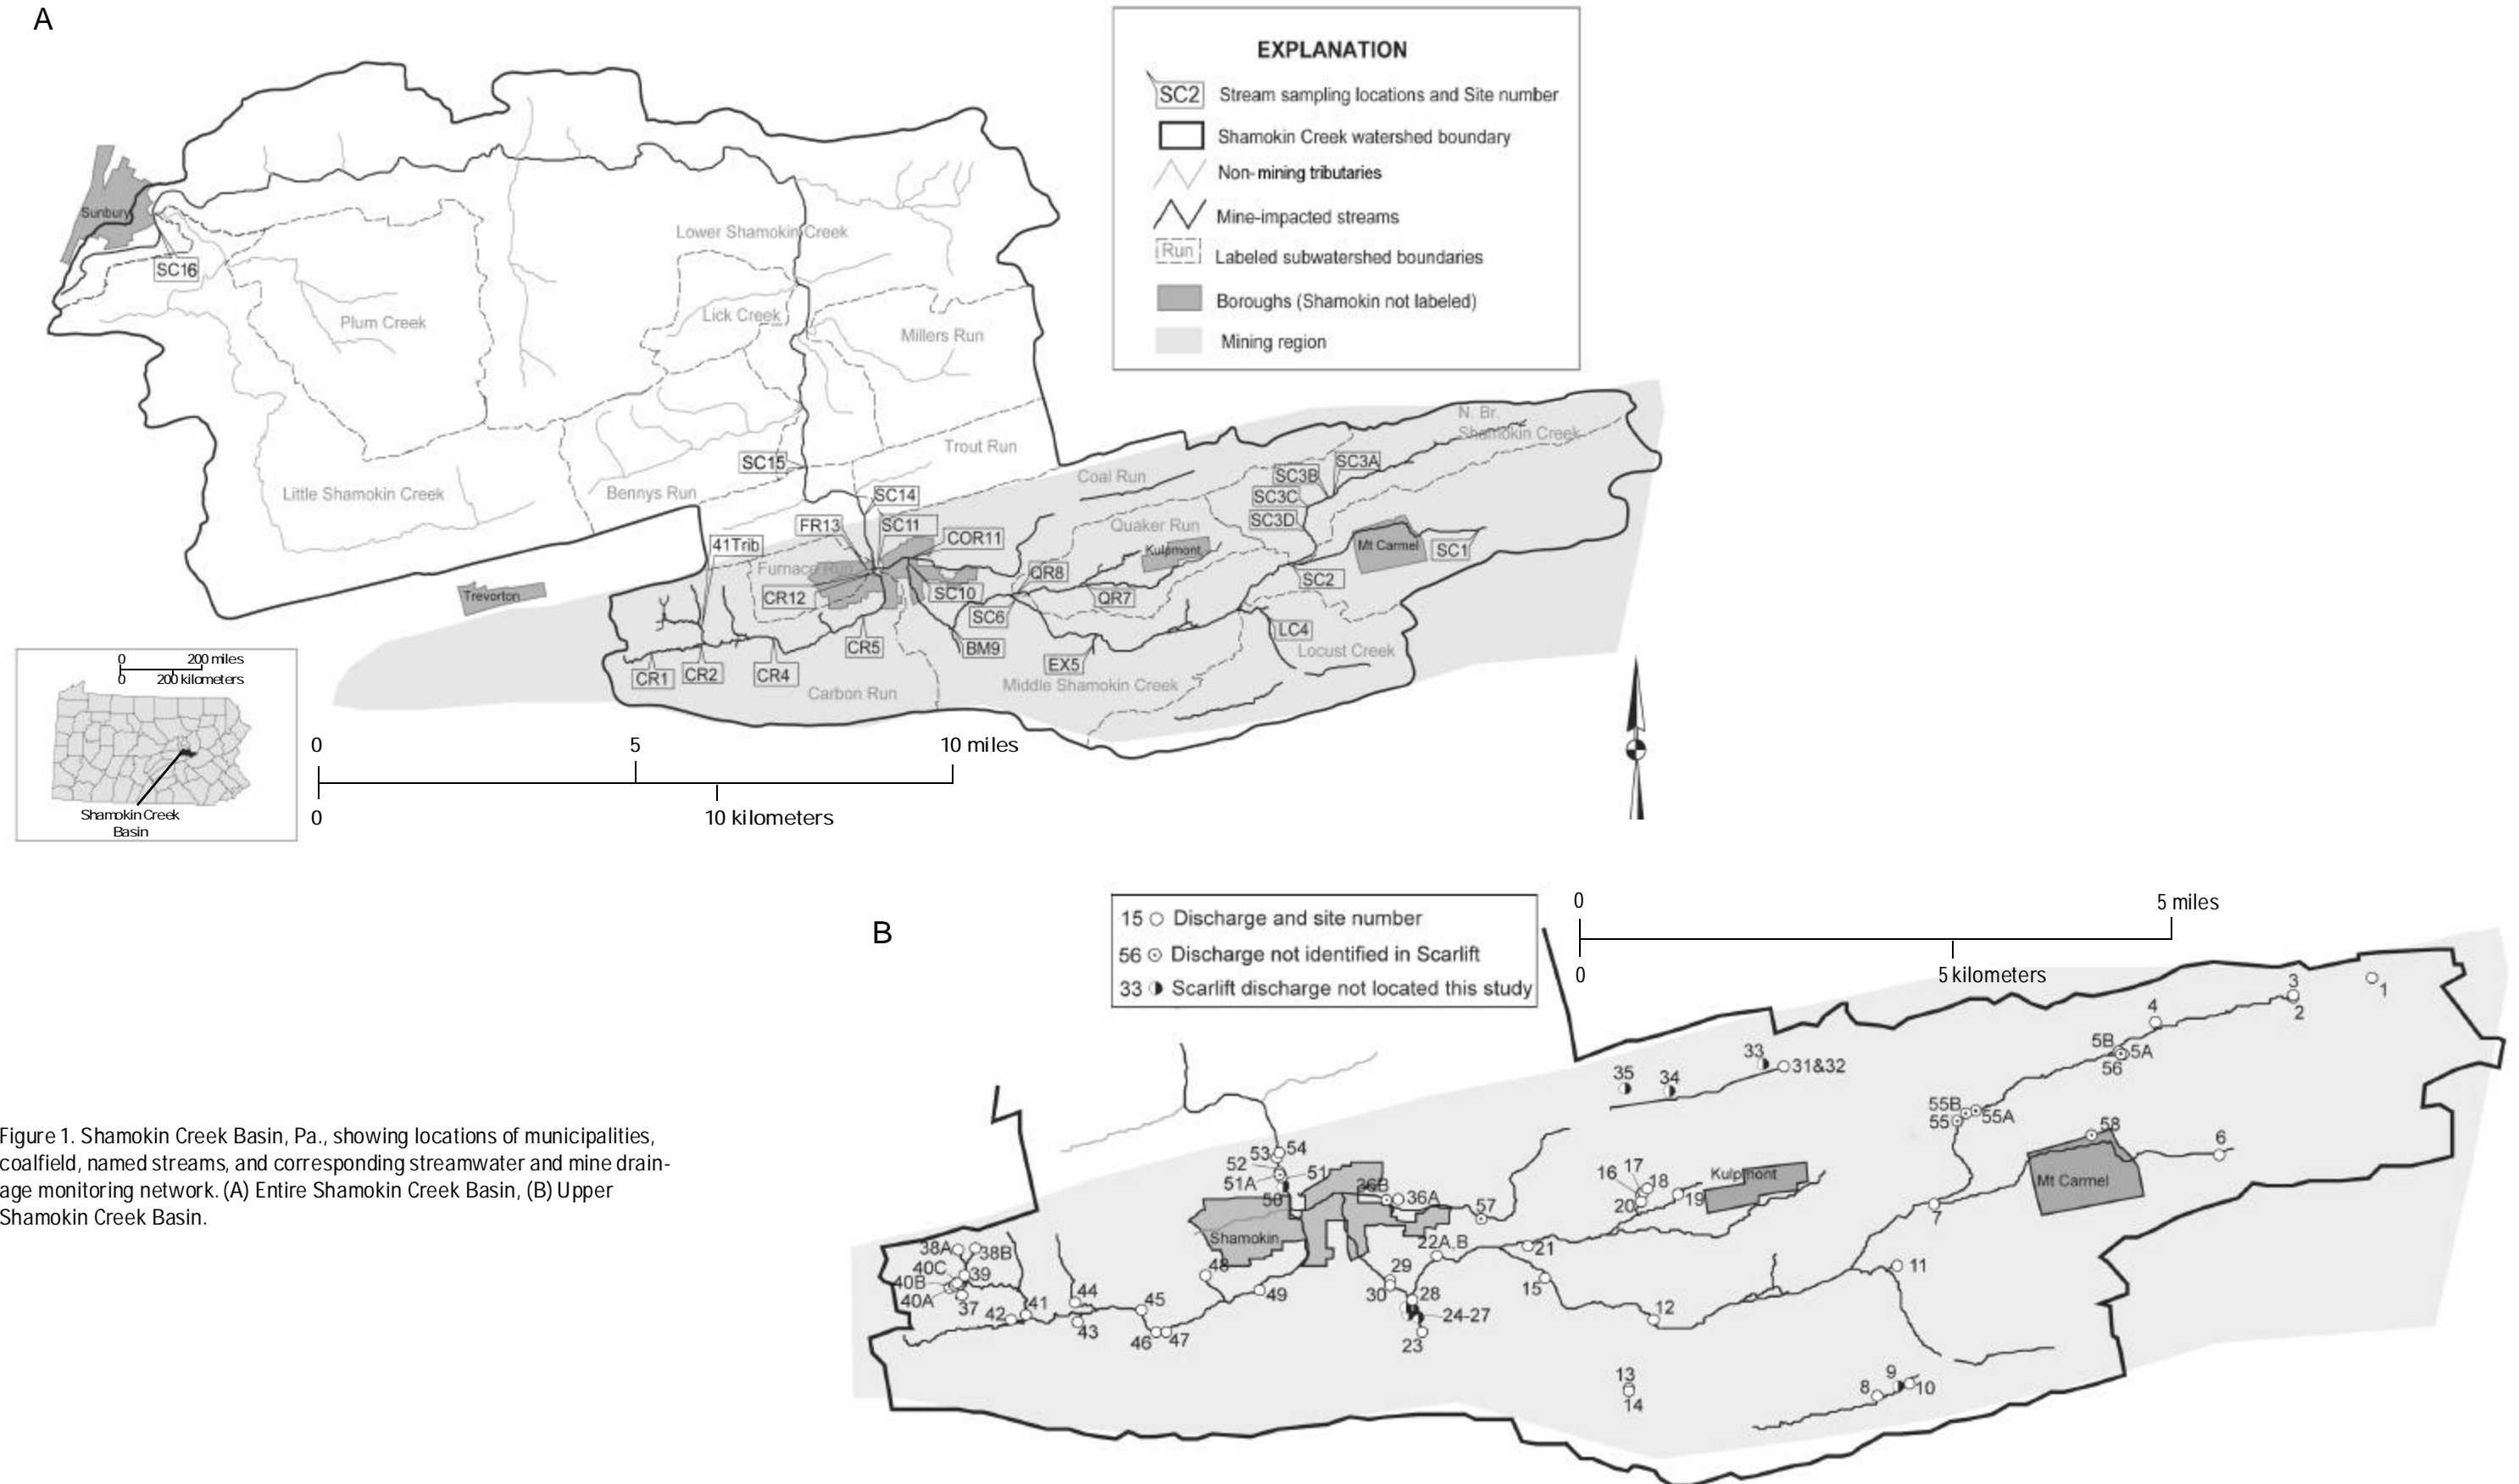 A
EXPLANATION
SC2 Stream sampling locations and Site number
Shamokin Creek watershed boundary
Non-mining tributaries
Mine-impacted streams
Run Labeled subwatershed boundaries
Boroughs (Shamokin not labeled)
Mining region
Sunbury
SC16
Lower Shamokin Creek
Plum Creek
Lick Creek
Millers Run
N. Br.
Shamokin Creek
Trout Run
SC15
Coal Run
SC3A
SC3B
SC3C
SC3D
Little Shamokin Creek
Bennys Run
SC14
FR13
SC11
COR11
Quaker Run
41Trib
Kulpmont
Mt Carmel
SC1
Furnace Run
QR8
SC2
Trevorton
CR12
SC10
QR7
SC6
LC4
CR5
BM9
EX5
Locust Creek
CR1
CR2
CR4
Carbon Run
Middle Shamokin Creek
0 200 miles
0 200 kilometers
Shamokin Creek
Basin
0 5 10 miles
0 10 kilometers
B
15 Discharge and site number
56 Discharge not identified in Scarlift
33 Scarlift discharge not located this study
0 5 miles
0 5 kilometers
3
1
2
4
5B
5A
56
33
31&32
35
34
55B
55
55A
58
6
53
54
52
51
51A
50
36B
36A
57
16
17
18
19
20
Kulpmont
Mt Carmel
7
Shamokin
38A
38B
40C
39
40B
40A
37
48
22A,B
21
29
11
41
44
42
43
45
49
30
28
15
12
24-27
46
47
23
13
14
9
8
10
Figure 1. Shamokin Creek Basin, Pa., showing locations of municipalities,
coalfield, named streams, and corresponding streamwater and mine drain-
age monitoring network. (A) Entire Shamokin Creek Basin, (B) Upper
Shamokin Creek Basin.